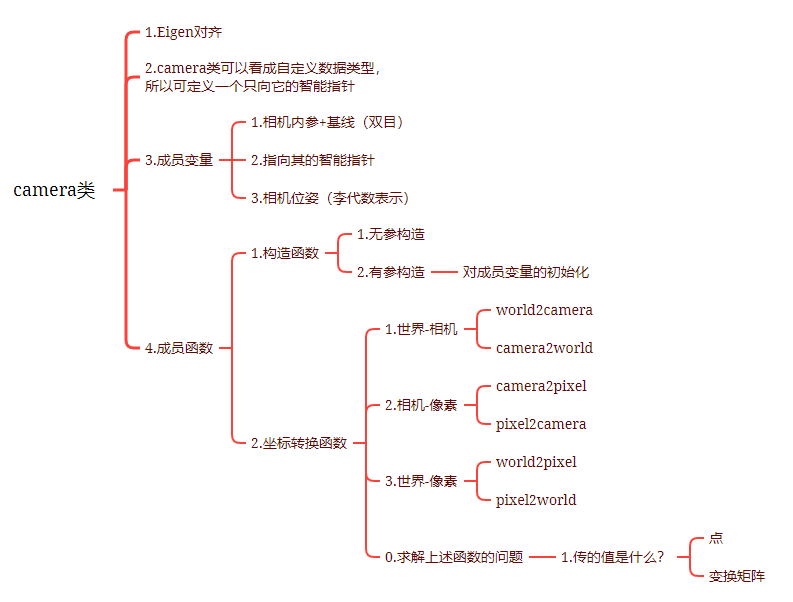 1.Eigen对齐
2.camera类可以看成自定义数据类型，
所以可定义一个只向它的智能指针
1.相机内参+基线（双目）
3.成员变量
2.指向其的智能指针
camera类
3.相机位姿（李代数表示）
1.无参构造
1.构造函数
2.有参构造
对成员变量的初始化
world2camera
1.世界-相机
4.成员函数
camera2world
camera2pixel
2.相机-像素
pixel2camera
2.坐标转换函数
world2pixel
3.世界-像素
pixel2world
点
0.求解上述函数的问题
1.传的值是什么？
变换矩阵